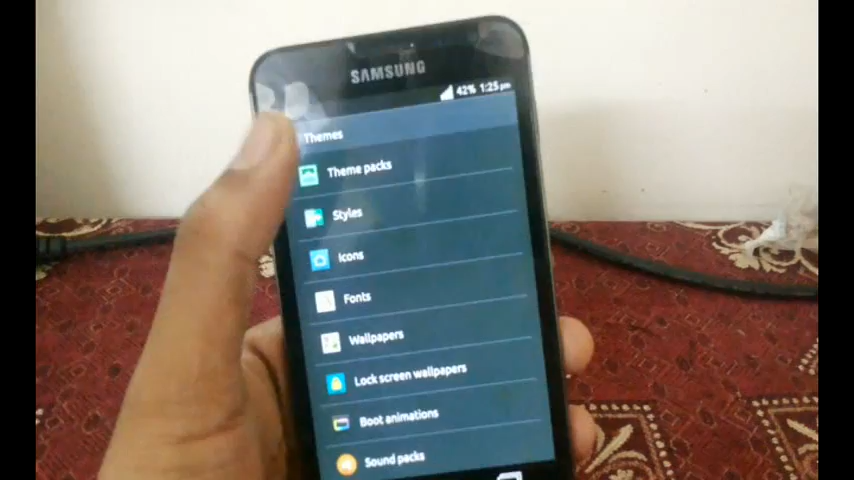 SAMSUNG
42% 1:25 pm
Themes
Theme packs
Styles
Icons
Fonts
Wallpapers
Lock screen wallpapers
Boot animations
Sound packs